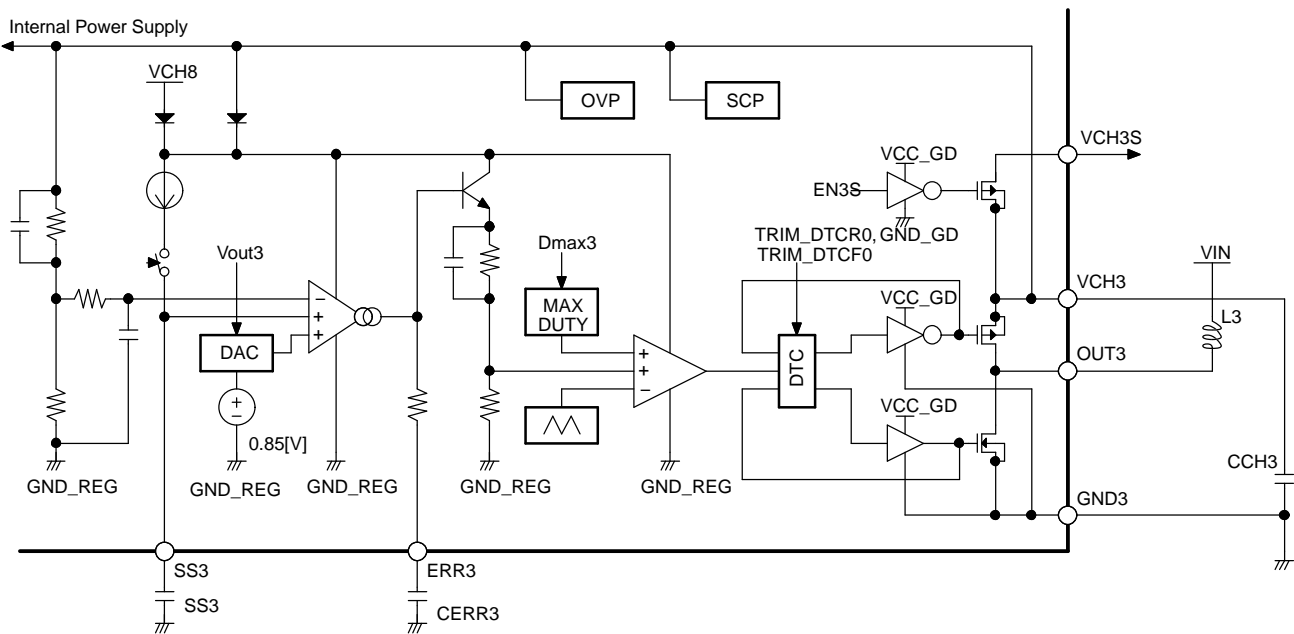 Internal Power Supply
VCH8
OVP
SCP
VCH3S
VCC_GD
EN3S
TRIM_DTCR0, GND_GD
TRIM_DTCF0
Vout3
Dmax3
VIN
VCH3
MAX
DUTY
VCC_GD
L3
DAC
DTC
OUT3
VCC_GD
0.85[V]
CCH3
GND_REG
GND_REG
GND_REG
GND_REG
GND_REG
GND3
SS3
ERR3
SS3
CERR3